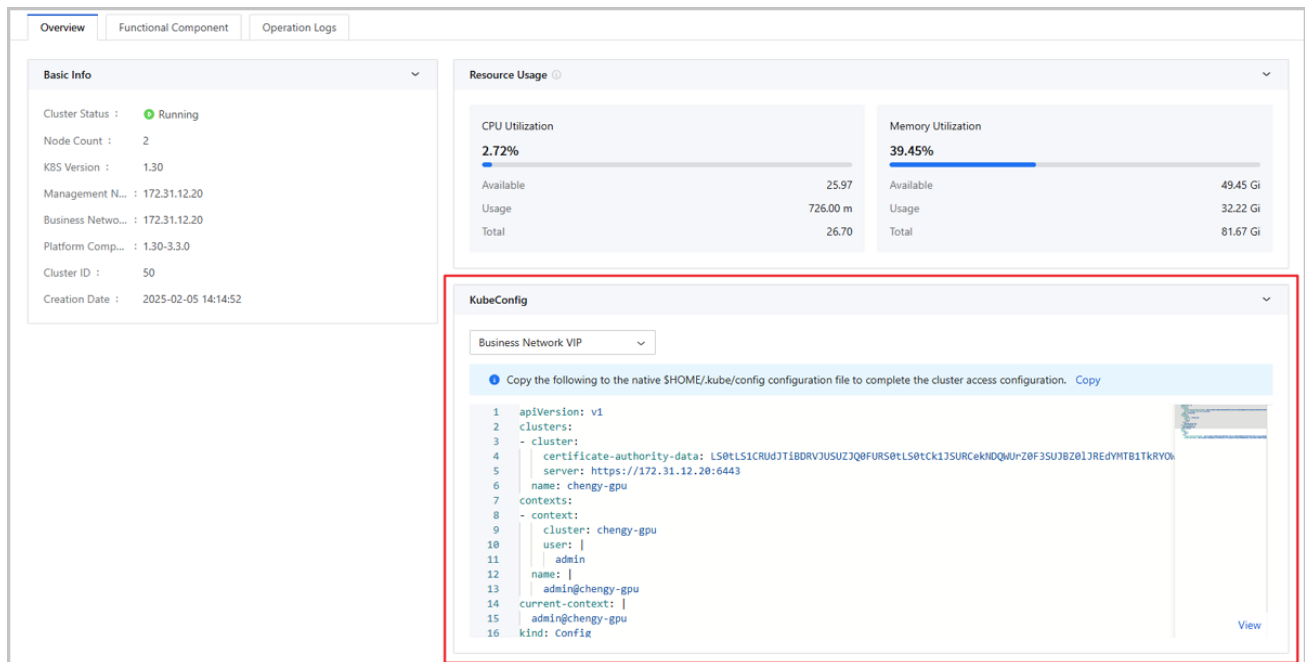 Overview Functional Component Operation Logs
Basic Info
Cluster Status : Running
Node Count : 2
K8S Version : 1.30
Management N... : 172.31.12.20
Business Netwo... : 172.31.12.20
Platform Comp... : 1.30-3.3.0
Cluster ID : 50
Creation Date : 2025-02-05 14:14:52
Resource Usage
CPU Utilization
2.72%
Available 25.97
Usage 726.00 m
Total 26.70
Memory Utilization
39.45%
Available 49.45 Gi
Usage 32.22 Gi
Total 81.67 Gi
KubeConfig
Business Network VIP
Copy the following to the native $HOME/.kube/config configuration file to complete the cluster access configuration. Copy
1 apiVersion: v1
2 clusters:
3 - cluster:
4 certificate-authority-data:
5 server: https://172.31.12.20:6443
6 name: chengy-gpu
7 contexts:
8 - context:
9 cluster: chengy-gpu
10 user: |
11 admin
12 name: |
13 admin@chengy-gpu
14 current-context: |
15 admin@chengy-gpu
16 kind: Config
View